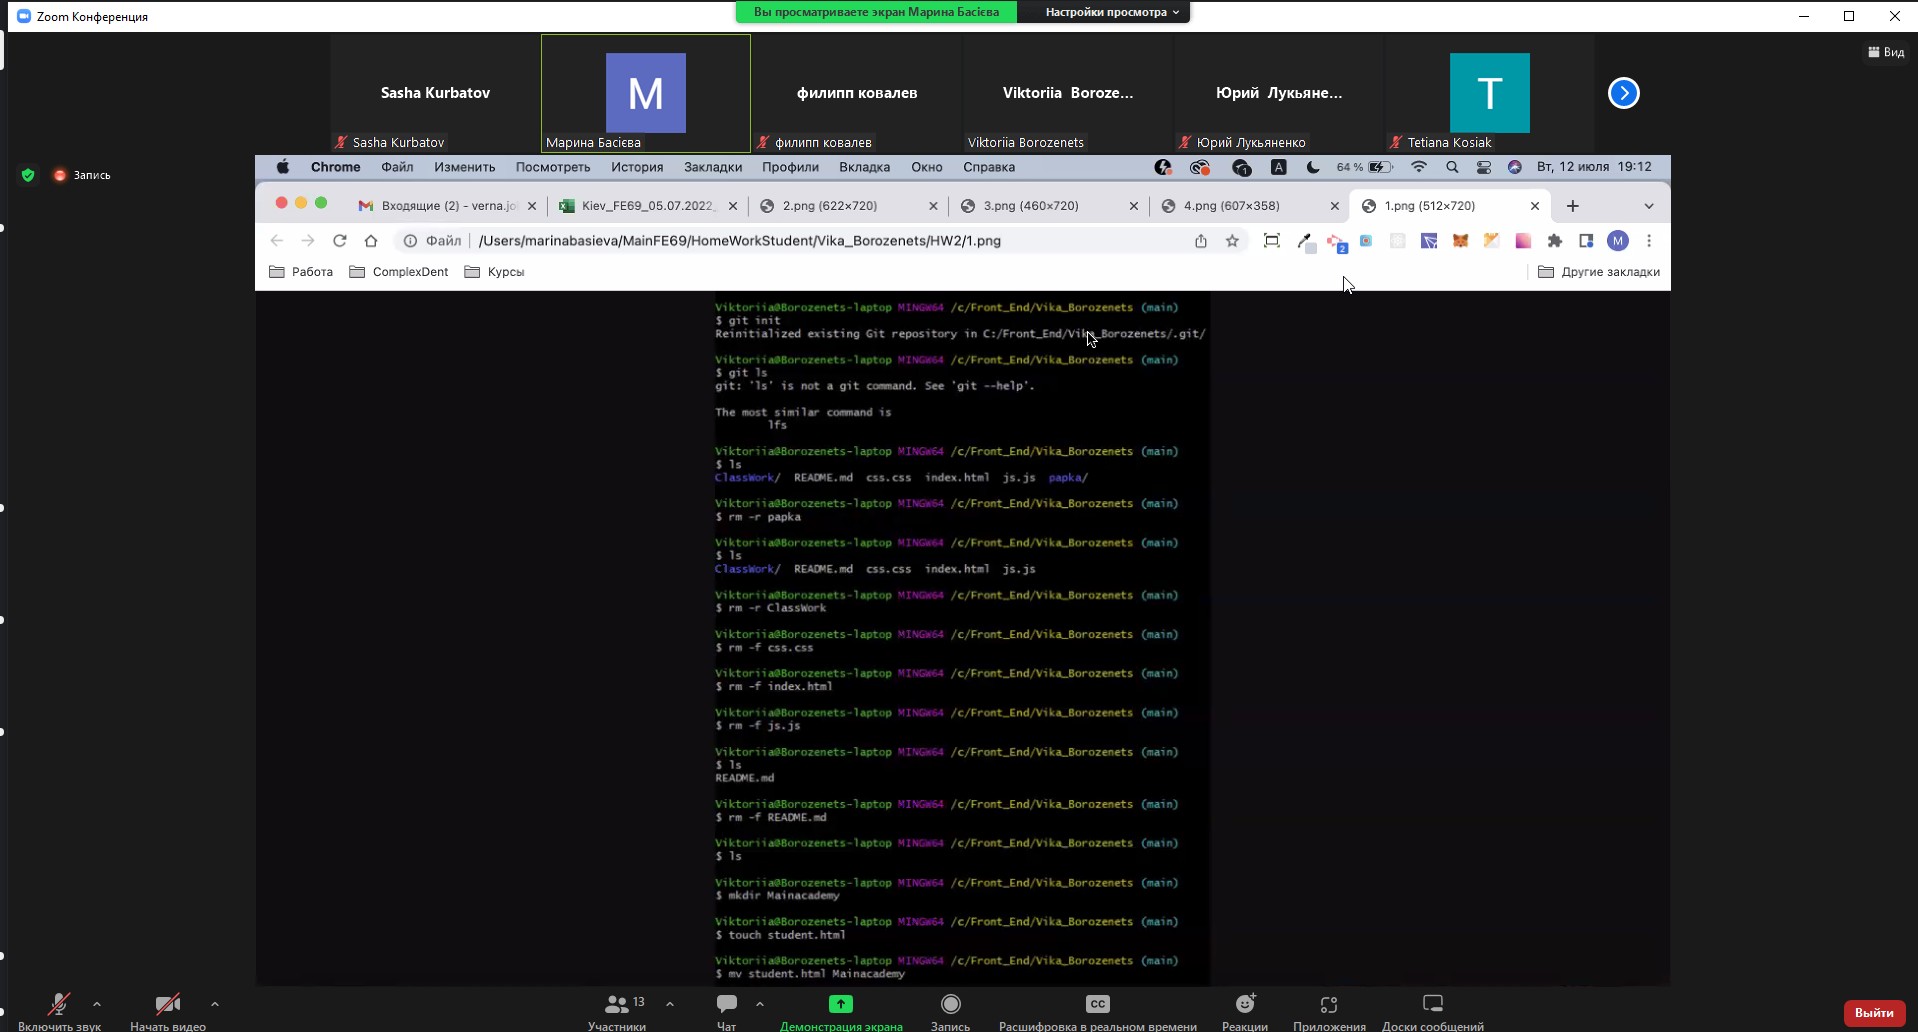 Zoom Конференция
Вы просматриваете экран Марина Басієва
Настройки просмотра
Вид
Sasha Kurbatov
M
филипп ковалев
Viktoriia Boroze...
Юрий Лукьяне...
T
Sasha Kurbatov
Марина Басієва
филипп ковалев
Viktoriia Borozenets
Юрий Лукьяненко
Tetiana Kosiak
Запись
Chrome Файл Изменить Посмотреть История Закладки Профили Вкладка Окно Справка
1 A 64 % Вт, 12 июля 19:12
Входящие (2) - verna.jo
Kiev_FE69_05.07.2022_
2.png (622×720)
3.png (460×720)
4.png (607×358)
1.png (512×720)
Файл /Users/marinabasieva/MainFE69/HomeWorkStudent/Vika_Borozenets/HW2/1.png
2 M
Работа ComplexDent Курсы Другие закладки
Viktoriia@Borozenets-laptop MINGW64 /c/Front_End/Vika_Borozenets (main)
$ git init
Reinitialized existing Git repository in C:/Front_End/Vika_Borozenets/.git/
Viktoriia@Borozenets-laptop MINGW64 /c/Front_End/Vika_Borozenets (main)
$ git ls
git: 'ls' is not a git command. See 'git --help'.
The most similar command is
lfs
Viktoriia@Borozenets-laptop MINGW64 /c/Front_End/Vika_Borozenets (main)
$ ls
ClassWork/ README.md css.css index.html js.js papka/
Viktoriia@Borozenets-laptop MINGW64 /c/Front_End/Vika_Borozenets (main)
$ rm -r papka
Viktoriia@Borozenets-laptop MINGW64 /c/Front_End/Vika_Borozenets (main)
$ ls
ClassWork/ README.md css.css index.html js.js
Viktoriia@Borozenets-laptop MINGW64 /c/Front_End/Vika_Borozenets (main)
$ rm -r ClassWork
Viktoriia@Borozenets-laptop MINGW64 /c/Front_End/Vika_Borozenets (main)
$ rm -f css.css
Viktoriia@Borozenets-laptop MINGW64 /c/Front_End/Vika_Borozenets (main)
$ rm -f index.html
Viktoriia@Borozenets-laptop MINGW64 /c/Front_End/Vika_Borozenets (main)
$ rm -f js.js
Viktoriia@Borozenets-laptop MINGW64 /c/Front_End/Vika_Borozenets (main)
$ ls
README.md
Viktoriia@Borozenets-laptop MINGW64 /c/Front_End/Vika_Borozenets (main)
$ rm -f README.md
Viktoriia@Borozenets-laptop MINGW64 /c/Front_End/Vika_Borozenets (main)
$ ls
Viktoriia@Borozenets-laptop MINGW64 /c/Front_End/Vika_Borozenets (main)
$ mkdir Mainacademy
Viktoriia@Borozenets-laptop MINGW64 /c/Front_End/Vika_Borozenets (main)
$ touch student.html
Viktoriia@Borozenets-laptop MINGW64 /c/Front_End/Vika_Borozenets (main)
$ mv student.html Mainacademy
13
CC
Включить звук
Начать видео
Участники
Чат
Демонстрация экрана
Запись
Расшифровка в реальном времени
Реакции
Приложения
Доски сообщений
Выйти